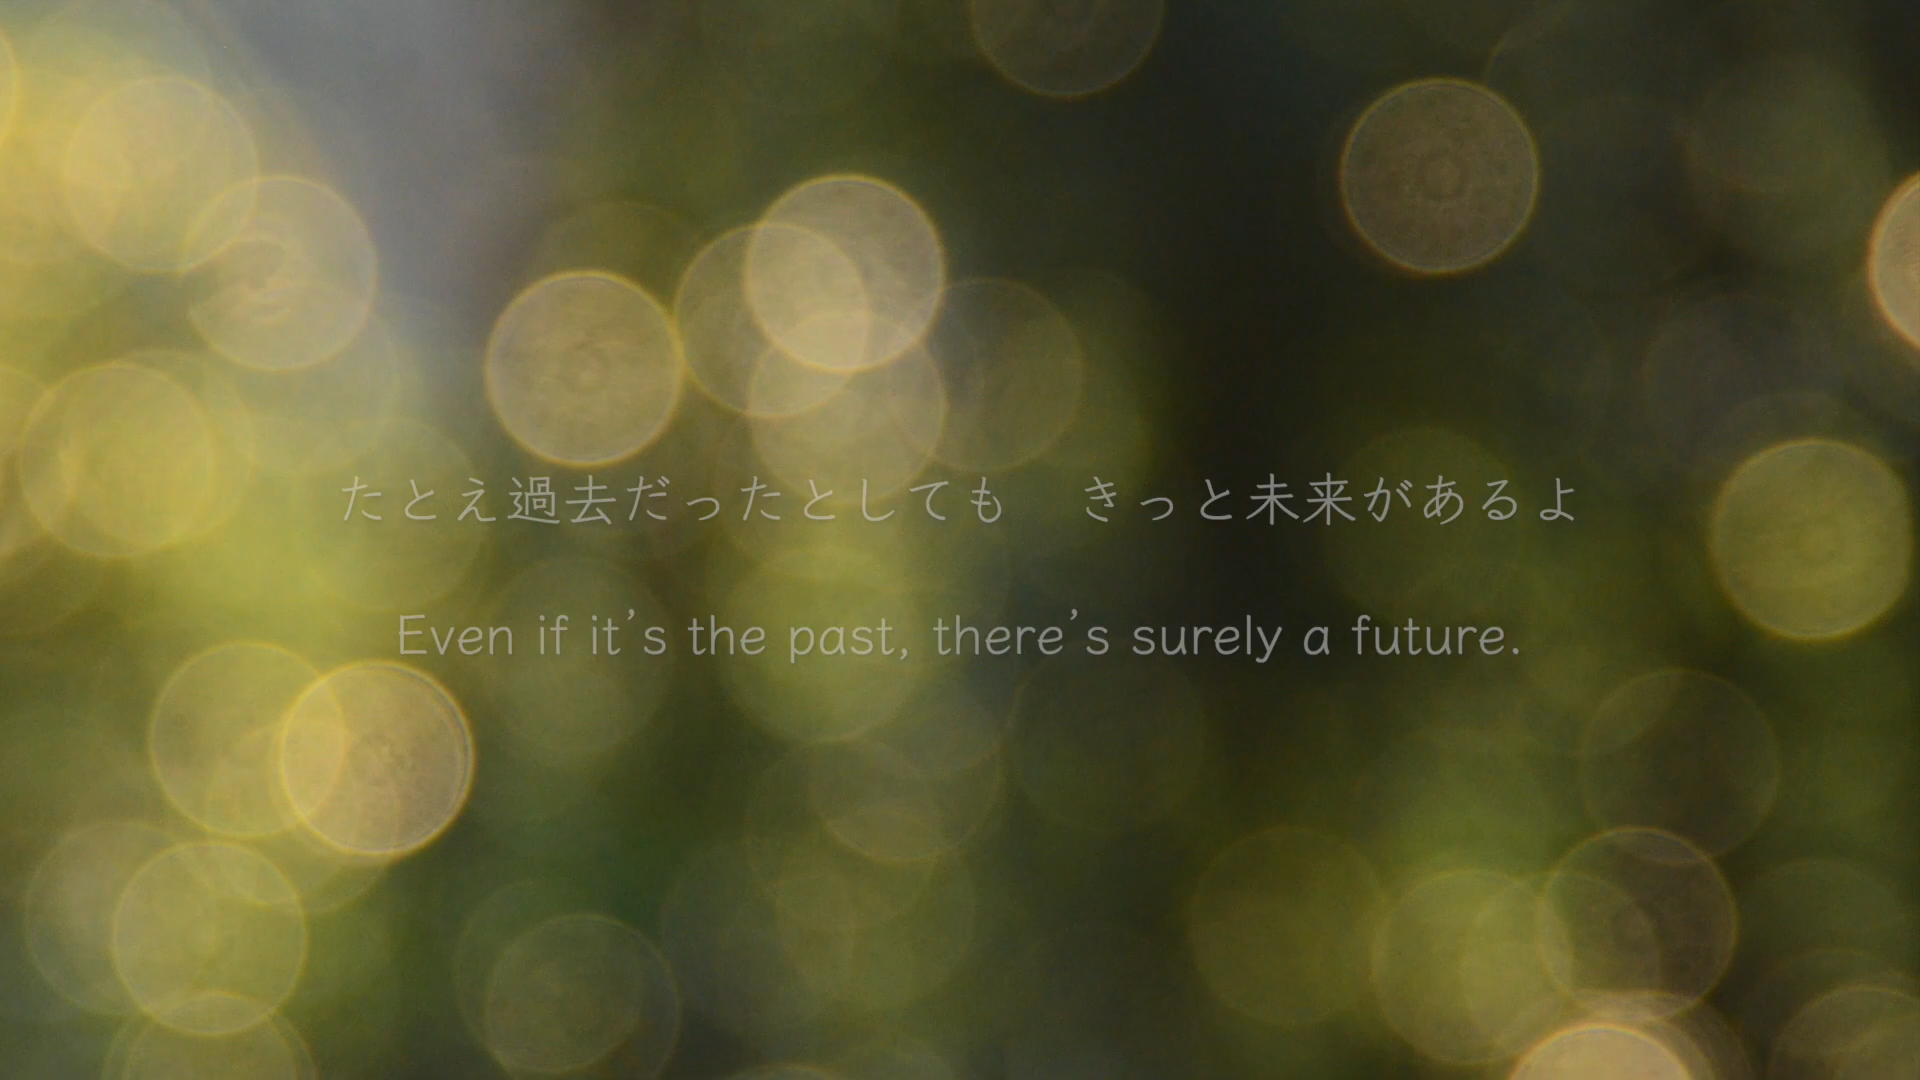 たとえ過去だったとしても　きっと未来があるよ
Even if it’s the past, there’s surely a future.